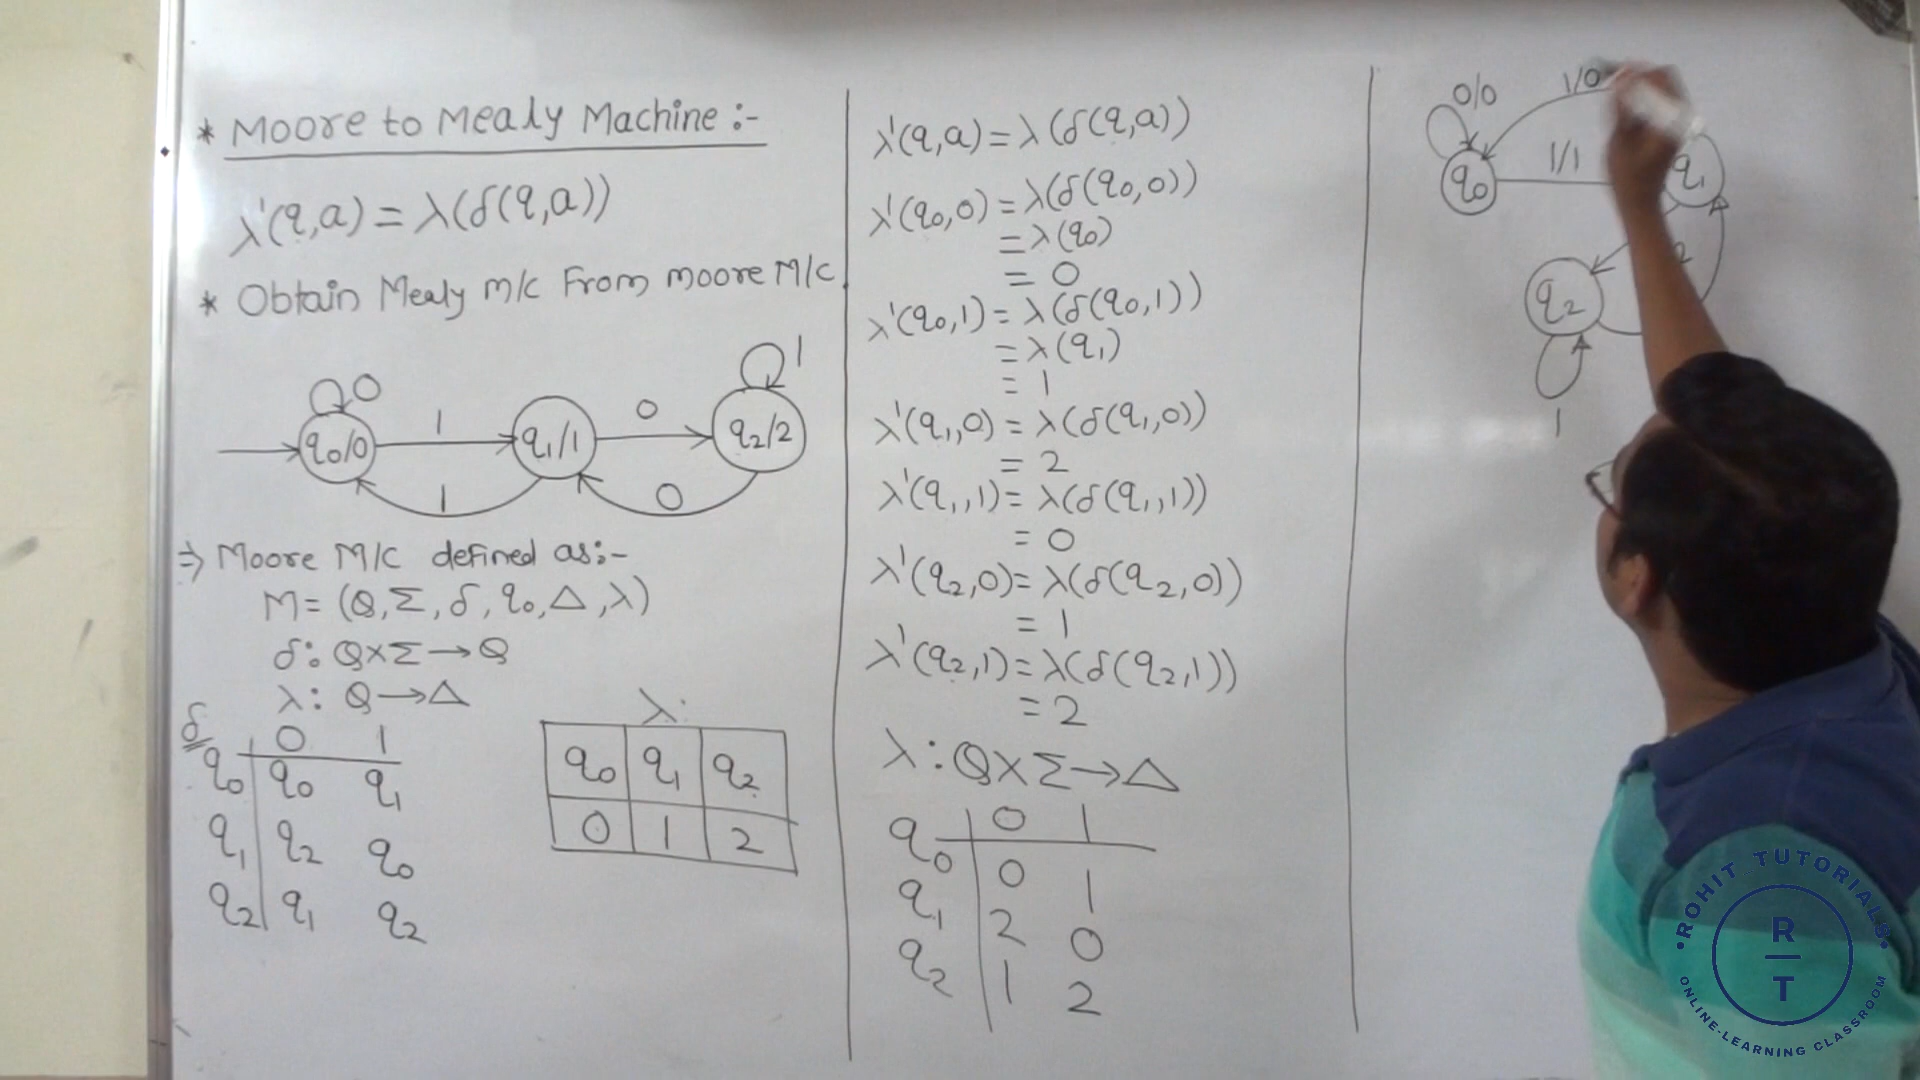 * Moore to Mealy Machine :-
λ'(q,a) = λ(δ(q,a))
* Obtain Mealy m/c From moore M/c
0
1
q0/0
1
q1/1
0
q2/2
1
0
⇒ Moore M/c defined as:-
M = (Q, Σ, δ, q0, Δ, λ)
δ: Q×Σ→Q
λ: Q→Δ
δ
0 1
q0 q0 q1
q1 q2 q0
q2 q1 q2
λ:
q0 q1 q2
0 1 2
λ'(q,a) = λ(δ(q,a))
λ'(q0,0) = λ(δ(q0,0))
= λ(q0)
= 0
λ'(q0,1) = λ(δ(q0,1))
= λ(q1)
= 1
λ'(q1,0) = λ(δ(q1,0))
= 2
λ'(q1,1) = λ(δ(q1,1))
= 0
λ'(q2,0) = λ(δ(q2,0))
= 1
λ'(q2,1) = λ(δ(q2,1))
= 2
λ: Q×Σ→Δ
0 1
q0 0 1
q1 2 0
q2 1 2
0/0
1/0
q0
1/1
q1
q2
1
ROHIT_TUTORIALS
R
T
ONLINE-LEARNING CLASSROOM